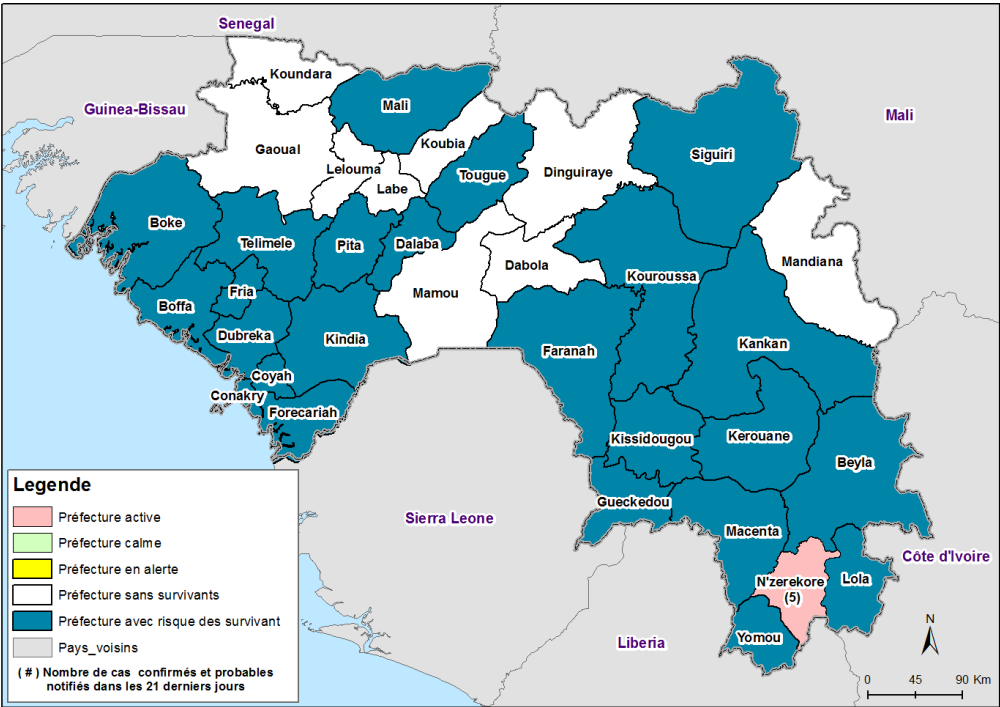 Senegal
Koundara
Mali
Guinea-Bissau
Mali
Koubia
Gaoual
Siguiri
Lelouma
Dinguiraye
Tougue
Labe
Boke
Telimele
Pita
Dalaba
Mandiana
Dabola
Kouroussa
Fria
Mamou
Boffa
Dubreka
Kindia
Kankan
Faranah
Coyah
Conakry
Forecariah
Kissidougou
Kerouane
Beyla
Gueckedou
Sierra Leone
Macenta
Côte d'Ivoire
N'zerekore
(5)
Lola
Yomou
Liberia
Legende
Préfecture active
Préfecture calme
Préfecture en alerte
Préfecture sans survivants
Préfecture avec risque des survivant
Pays_voisins
( # ) Nombre de cas confirmés et probables
notifiés dans les 21 derniers jours
N
0 45 90 Km